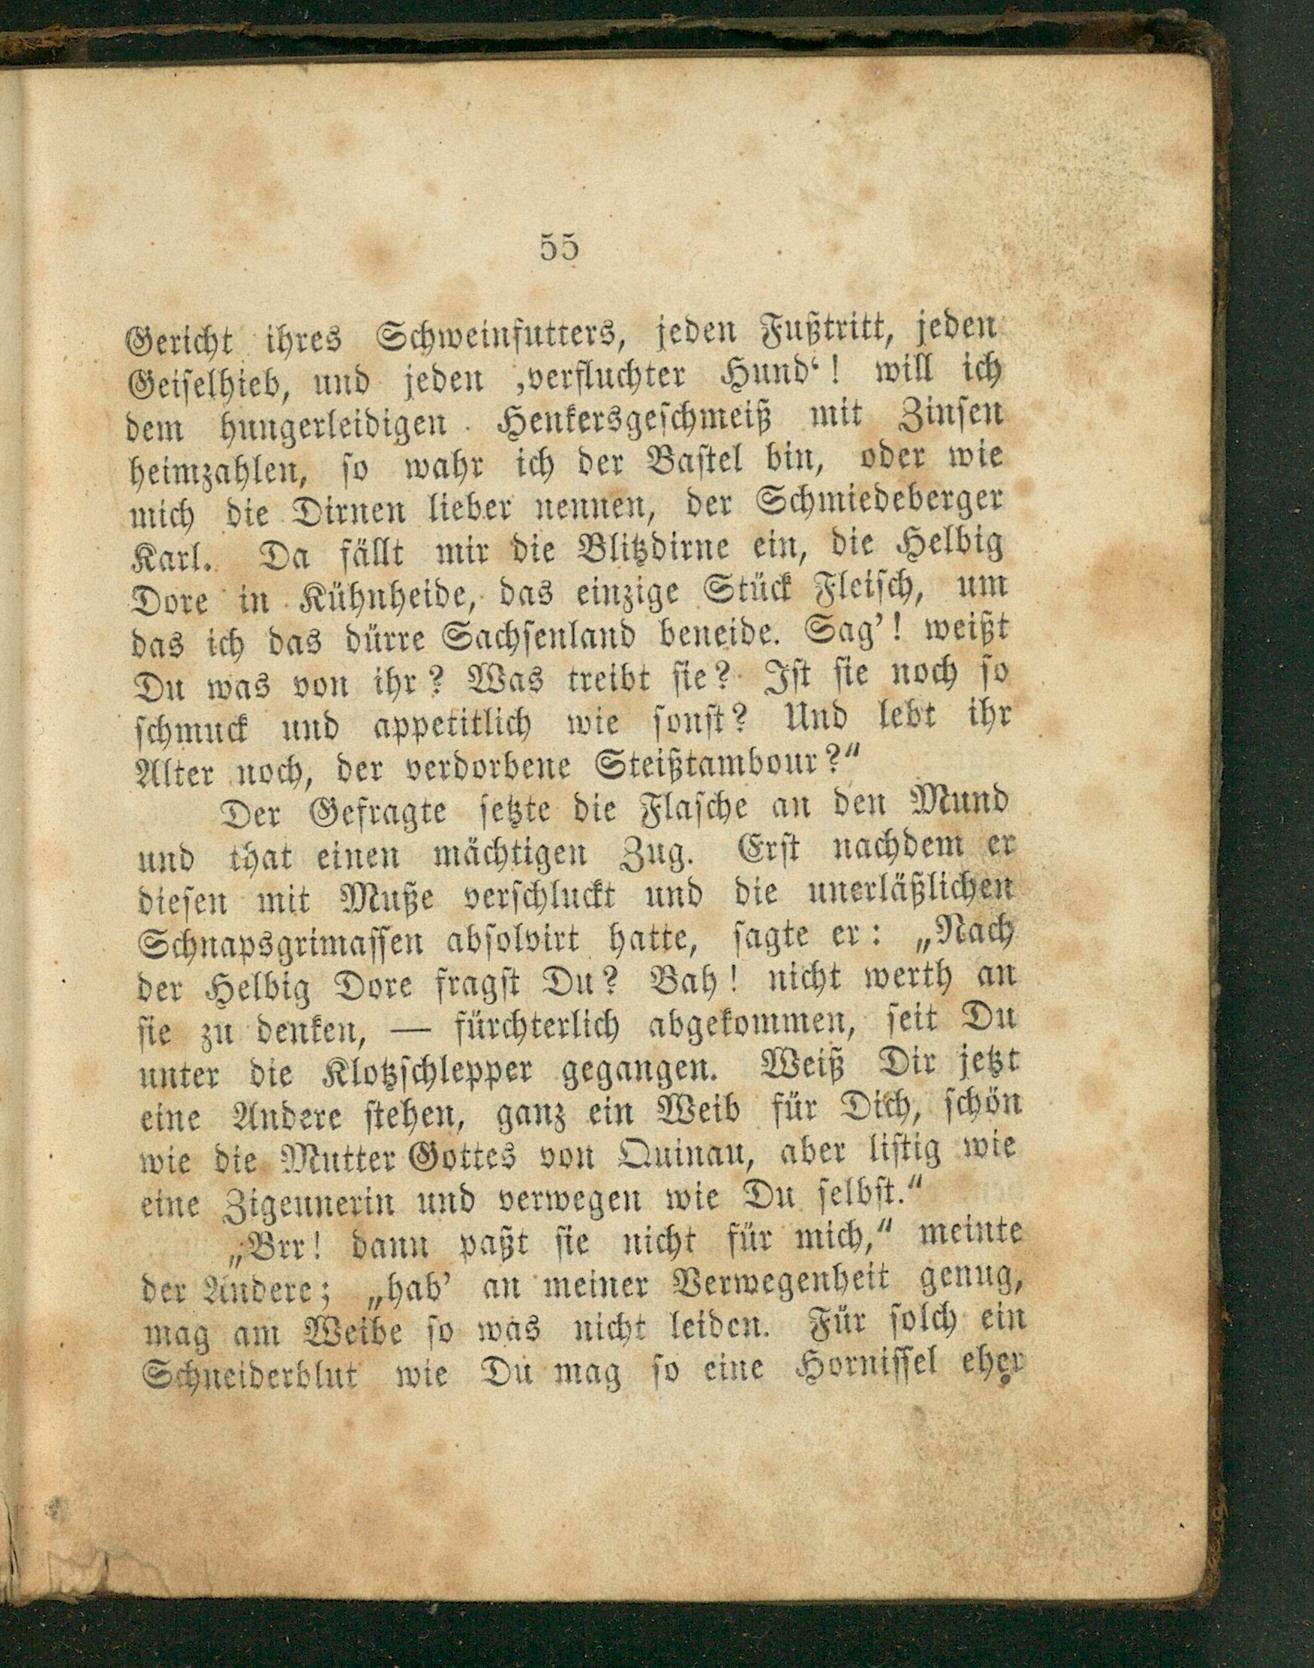 55
Gericht ihres Schweinfutters, jeden Fußtritt, jeden
Geiselhieb, und jeden ‚verfluchter Hund‘! will ich
dem hungerleidigen Henkersgeschmeiß mit Zinsen
heimzahlen, so wahr ich der Bastel bin, oder wie
mich die Dirnen lieber nennen, der Schmiedeberger
Karl. Da fällt mir die Blitzdirne ein, die Helbig
Dore in Kühnheide, das einzige Stück Fleisch, um
das ich das dürre Sachsenland beneide. Sag’! weißt
Du was von ihr? Was treibt sie? Ist sie noch so
schmuck und appetitlich wie sonst? Und lebt ihr
Alter noch, der verdorbene Steißtambour?“
Der Gefragte setzte die Flasche an den Mund
und that einen mächtigen Zug. Erst nachdem er
diesen mit Muße verschluckt und die unerläßlichen
Schnapsgrimassen absolvirt hatte, sagte er: „Nach
der Helbig Dore fragst Du? Bah! nicht werth an
sie zu denken, — fürchterlich abgekommen, seit Du
unter die Klotzschlepper gegangen. Weiß Dir jetzt
eine Andere stehen, ganz ein Weib für Dich, schön
wie die Mutter Gottes von Quinau, aber listig wie
eine Zigeunerin und verwegen wie Du selbst.“
„Brr! dann paßt sie nicht für mich,“ meinte
der Andere; „hab’ an meiner Verwegenheit genug,
mag am Weibe so was nicht leiden. Für solch ein
Schneiderblut wie Du mag so eine Hornissel eher